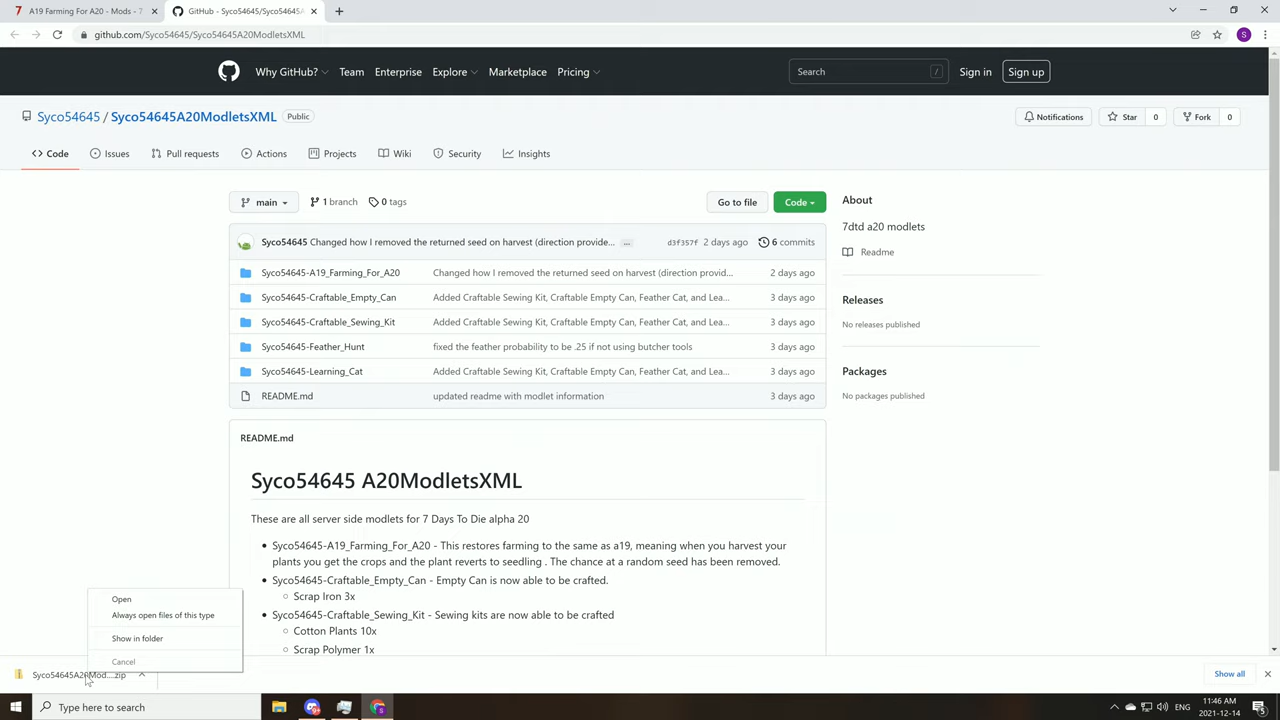 A19 Farming For A20 - Mods - 7
GitHub - Syco54645/Syco54645A
github.com/Syco54645/Syco54645A20ModletsXML
S
Why GitHub?
Team
Enterprise
Explore
Marketplace
Pricing
Search
/
Sign in
Sign up
Syco54645 / Syco54645A20ModletsXML
Public
Notifications
Star
0
Fork
0
Code
Issues
Pull requests
Actions
Projects
Wiki
Security
Insights
main
1 branch
0 tags
Go to file
Code
Syco54645 Changed how I removed the returned seed on harvest (direction provide...
...
d3f357f 2 days ago
6 commits
Syco54645-A19_Farming_For_A20
Changed how I removed the returned seed on harvest (direction provid...
2 days ago
Syco54645-Craftable_Empty_Can
Added Craftable Sewing Kit, Craftable Empty Can, Feather Cat, and Lea...
3 days ago
Syco54645-Craftable_Sewing_Kit
Added Craftable Sewing Kit, Craftable Empty Can, Feather Cat, and Lea...
3 days ago
Syco54645-Feather_Hunt
fixed the feather probability to be .25 if not using butcher tools
3 days ago
Syco54645-Learning_Cat
Added Craftable Sewing Kit, Craftable Empty Can, Feather Cat, and Lea...
3 days ago
README.md
updated readme with modlet information
3 days ago
About
7dtd a20 modlets
Readme
Releases
No releases published
Packages
No packages published
README.md
Syco54645 A20ModletsXML
These are all server side modlets for 7 Days To Die alpha 20
Syco54645-A19_Farming_For_A20 - This restores farming to the same as a19, meaning when you harvest your
plants you get the crops and the plant reverts to seedling . The chance at a random seed has been removed.
Syco54645-Craftable_Empty_Can - Empty Can is now able to be crafted.
Scrap Iron 3x
Syco54645-Craftable_Sewing_Kit - Sewing kits are now able to be crafted
Cotton Plants 10x
Scrap Polymer 1x
Open
Always open files of this type
Show in folder
Cancel
Syco54645A20Mod....zip
Show all
Type here to search
ENG
11:46 AM
2021-12-14
5